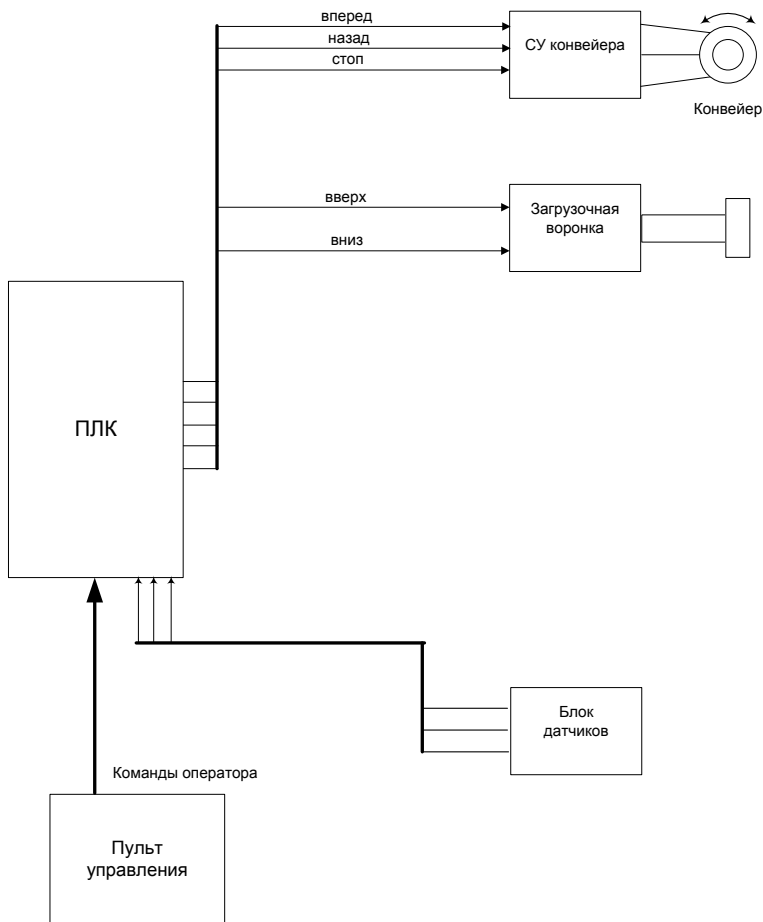 вперед
назад
стоп
СУ конвейера
Конвейер
вверх
вниз
Загрузочная
воронка
ПЛК
Блок
датчиков
Команды оператора
Пульт
управления